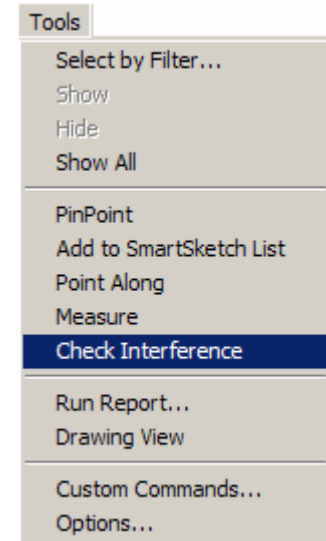 Tools
Select by Filter...
Show
Hide
Show All
PinPoint
Add to SmartSketch List
Point Along
Measure
Check Interference
Run Report...
Drawing View
Custom Commands...
Options...